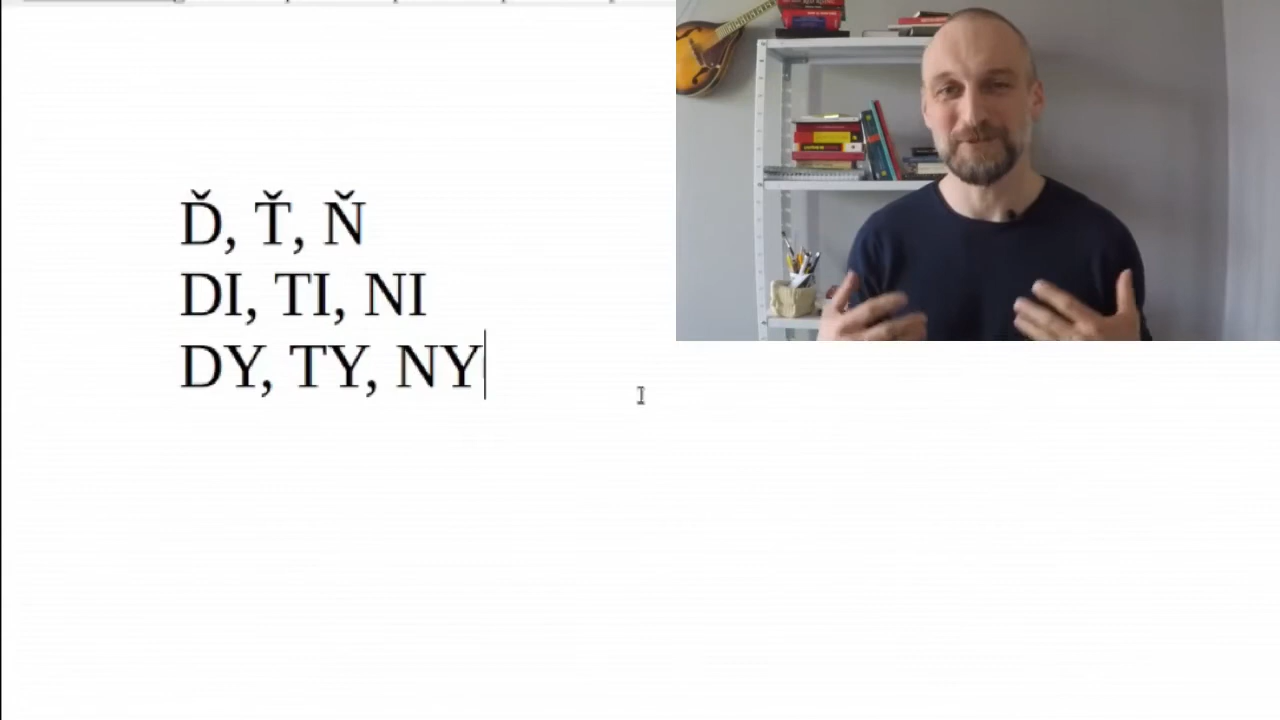 Ď, Ť, Ň
DI, TI, NI
DY, TY, NY